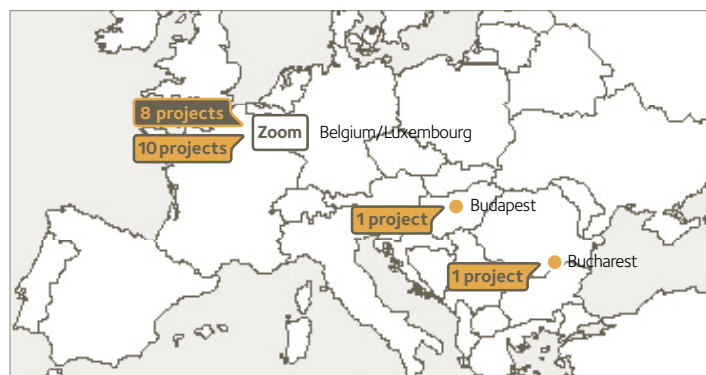 8 projects
Zoom
Belgium/Luxembourg
10 projects
1 project
Budapest
1 project
Bucharest